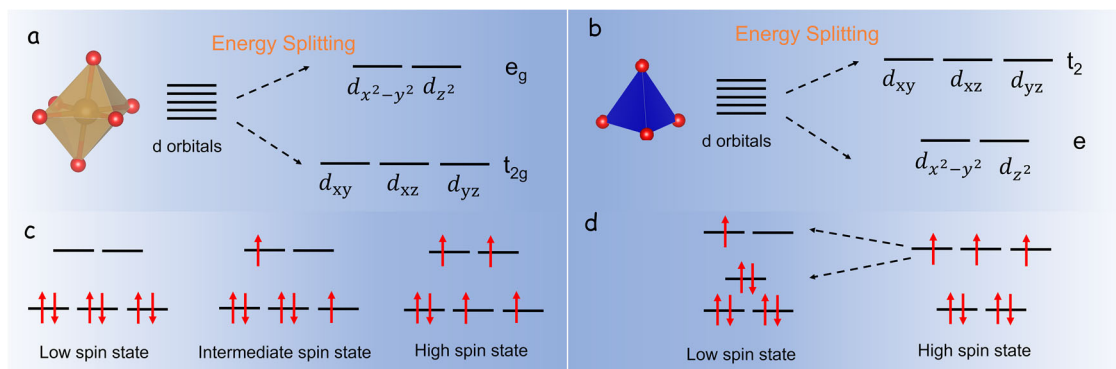 a
Energy Splitting
d orbitals
d_{x^2-y^2} d_{z^2}
e_g
d_{xy} d_{xz} d_{yz}
t_{2g}
b
Energy Splitting
d orbitals
d_{xy} d_{xz} d_{yz}
t_2
d_{x^2-y^2} d_{z^2}
e
c
Low spin state
Intermediate spin state
High spin state
d
Low spin state
High spin state